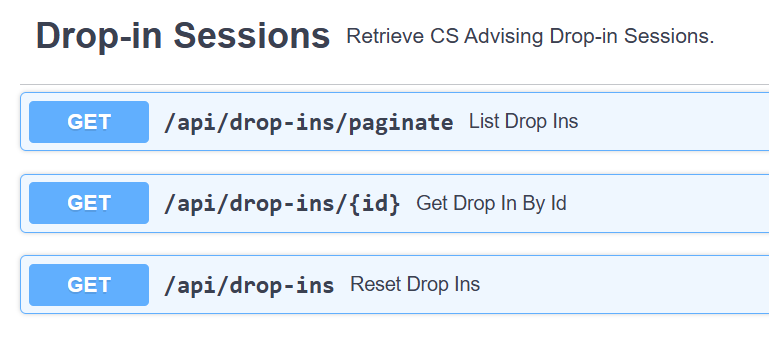 Drop-in Sessions Retrieve CS Advising Drop-in Sessions.
GET /api/drop-ins/paginate List Drop Ins
GET /api/drop-ins/{id} Get Drop In By Id
GET /api/drop-ins Reset Drop Ins